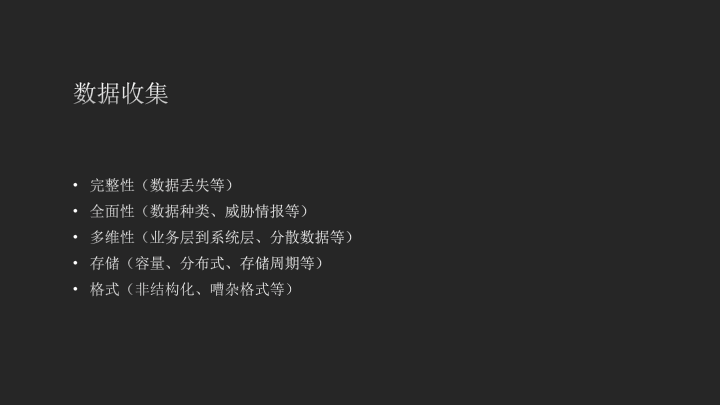 数据收集
• 完整性（数据丢失等）
• 全面性（数据种类、威胁情报等）
• 多维性（业务层到系统层、分散数据等）
• 存储（容量、分布式、存储周期等）
• 格式（非结构化、嘈杂格式等）